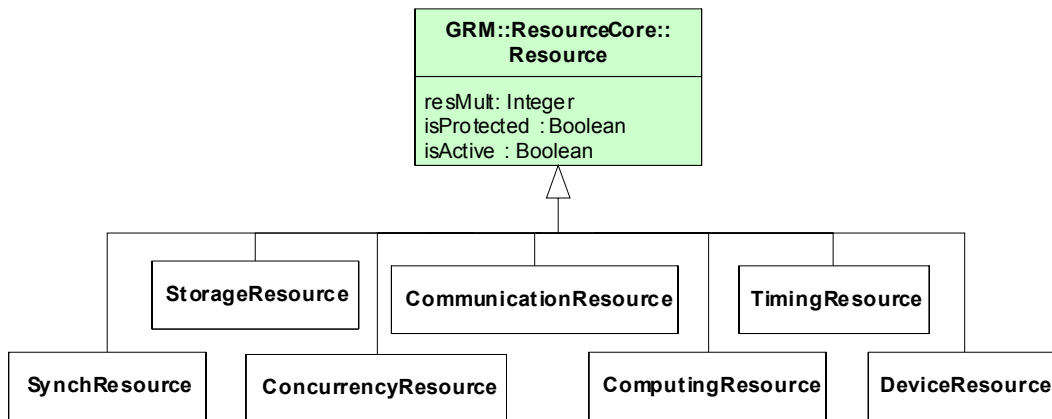 GRM::ResourceCore::
Resource
resMult: Integer
isProtected : Boolean
isActive : Boolean
StorageResource
CommunicationResource
TimingResource
SynchResource
ConcurrencyResource
ComputingResource
DeviceResource